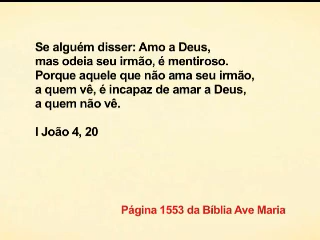 Se alguém disser: Amo a Deus,
mas odeia seu irmão, é mentiroso.
Porque aquele que não ama seu irmão,
a quem vê, é incapaz de amar a Deus,
a quem não vê.
I João 4, 20
Página 1553 da Bíblia Ave Maria